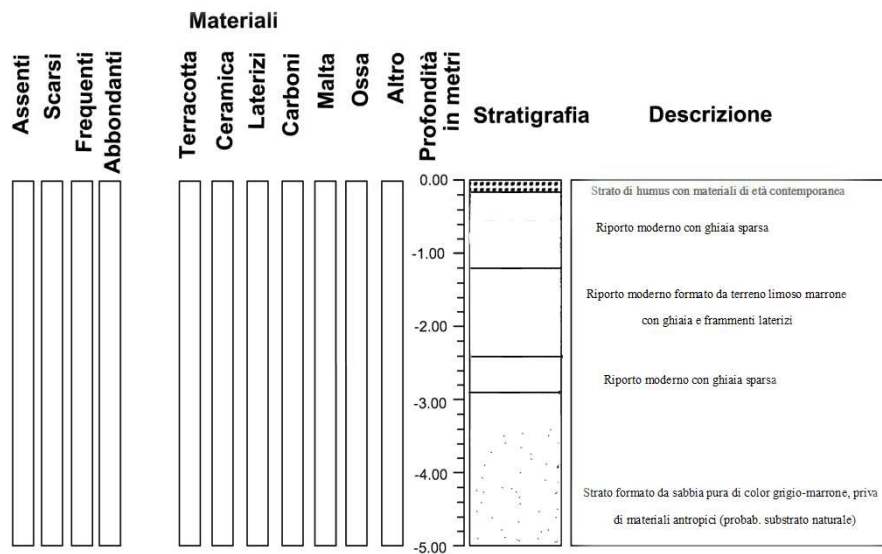 Materiali
Assenti
Scarsi
Frequenti
Abbondanti
Terracotta
Ceramica
Laterizi
Carboni
Malta
Ossa
Altro
Profondità
in metri
Stratigrafia
Descrizione
0.00
Strato di humus con materiali di età contemporanea
Riporto moderno con ghiaia sparsa
-1.00
Riporto moderno formato da terreno limoso marrone
con ghiaia e frammenti laterizi
-2.00
Riporto moderno con ghiaia sparsa
-3.00
-4.00
Strato formato da sabbia pura di color grigio-marrone, priva
di materiali antropici (probab. substrato naturale)
-5.00